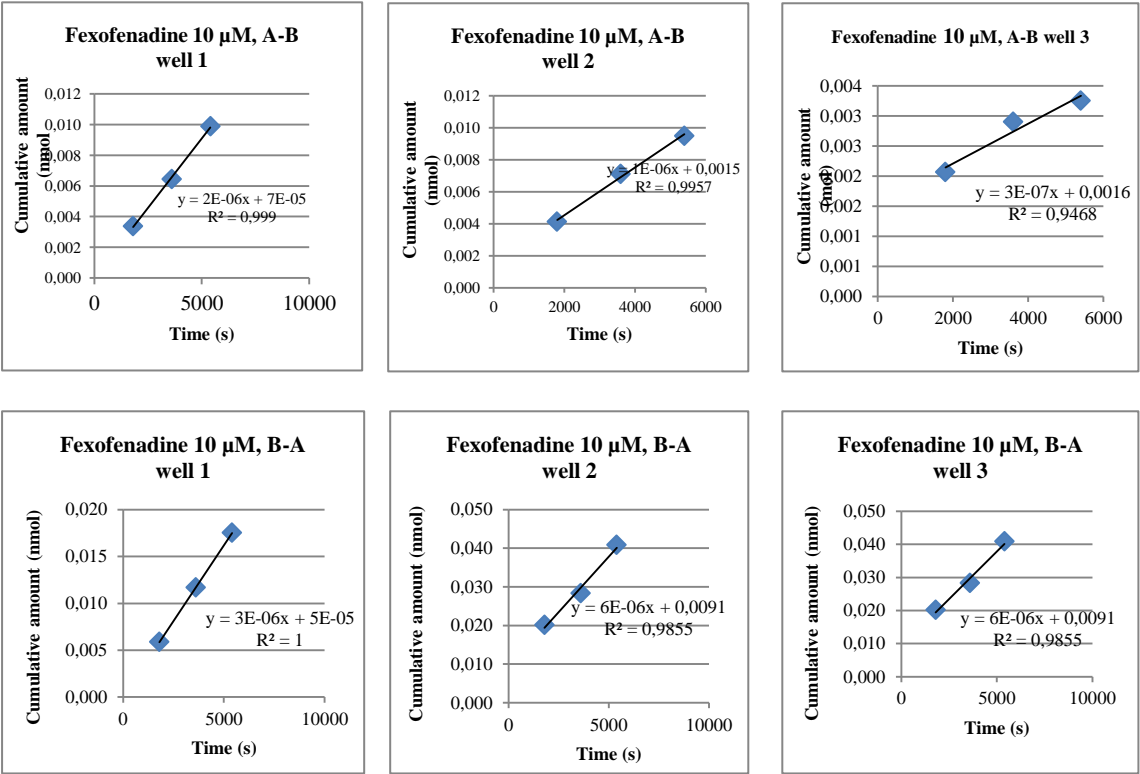 Fexofenadine 10 µM, A-B
well 1
Cumulative amount
(nmol)
0,012
0,010
0,008
0,006
0,004
0,002
0,000
y = 2E-06x + 7E-05
R² = 0,999
0
5000
10000
Time (s)
Fexofenadine 10 µM, A-B
well 2
Cumulative amount
(nmol)
0,012
0,010
0,008
0,006
0,004
0,002
0,000
y = 1E-06x + 0,0015
R² = 0,9957
0
2000
4000
6000
Time (s)
Fexofenadine 10 µM, A-B well 3
Cumulative amount
(nmol)
0,004
0,003
0,003
0,002
0,002
0,001
0,001
0,000
y = 3E-07x + 0,0016
R² = 0,9468
0
2000
4000
6000
Time (s)
Fexofenadine 10 µM, B-A
well 1
Cumulative amount (nmol)
0,020
0,015
0,010
0,005
0,000
y = 3E-06x + 5E-05
R² = 1
0
5000
10000
Time (s)
Fexofenadine 10 µM, B-A
well 2
Cumulative amount (nmol)
0,050
0,040
0,030
0,020
0,010
0,000
y = 6E-06x + 0,0091
R² = 0,9855
0
5000
10000
Time (s)
Fexofenadine 10 µM, B-A
well 3
Cumulative amount (nmol)
0,050
0,040
0,030
0,020
0,010
0,000
y = 6E-06x + 0,0091
R² = 0,9855
0
5000
10000
Time (s)